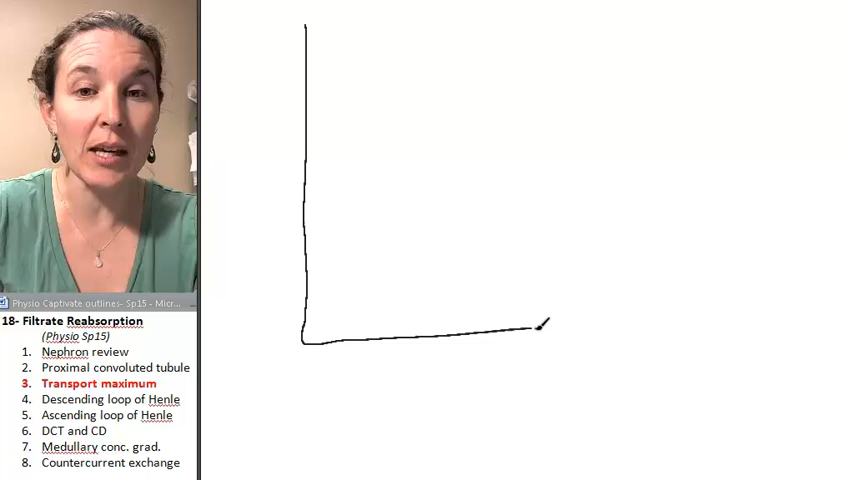 Physio Captivate outlines- Sp15 - Micr...
18- Filtrate Reabsorption
(Physio Sp15)
1. Nephron review
2. Proximal convoluted tubule
3. Transport maximum
4. Descending loop of Henle
5. Ascending loop of Henle
6. DCT and CD
7. Medullary conc. grad.
8. Countercurrent exchange